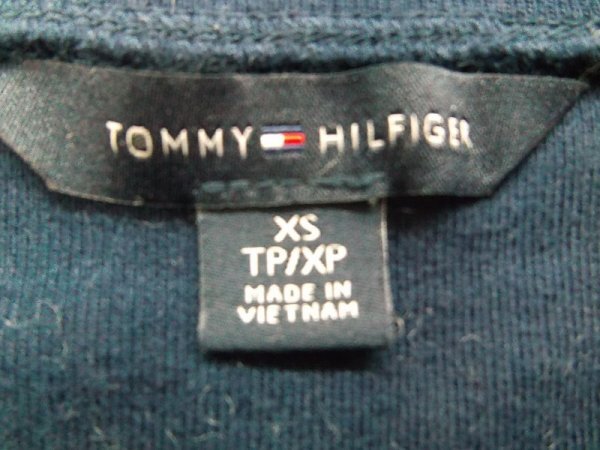 TOMMY HILFIGER
XS
TP/XP
MADE IN
VIETNAM